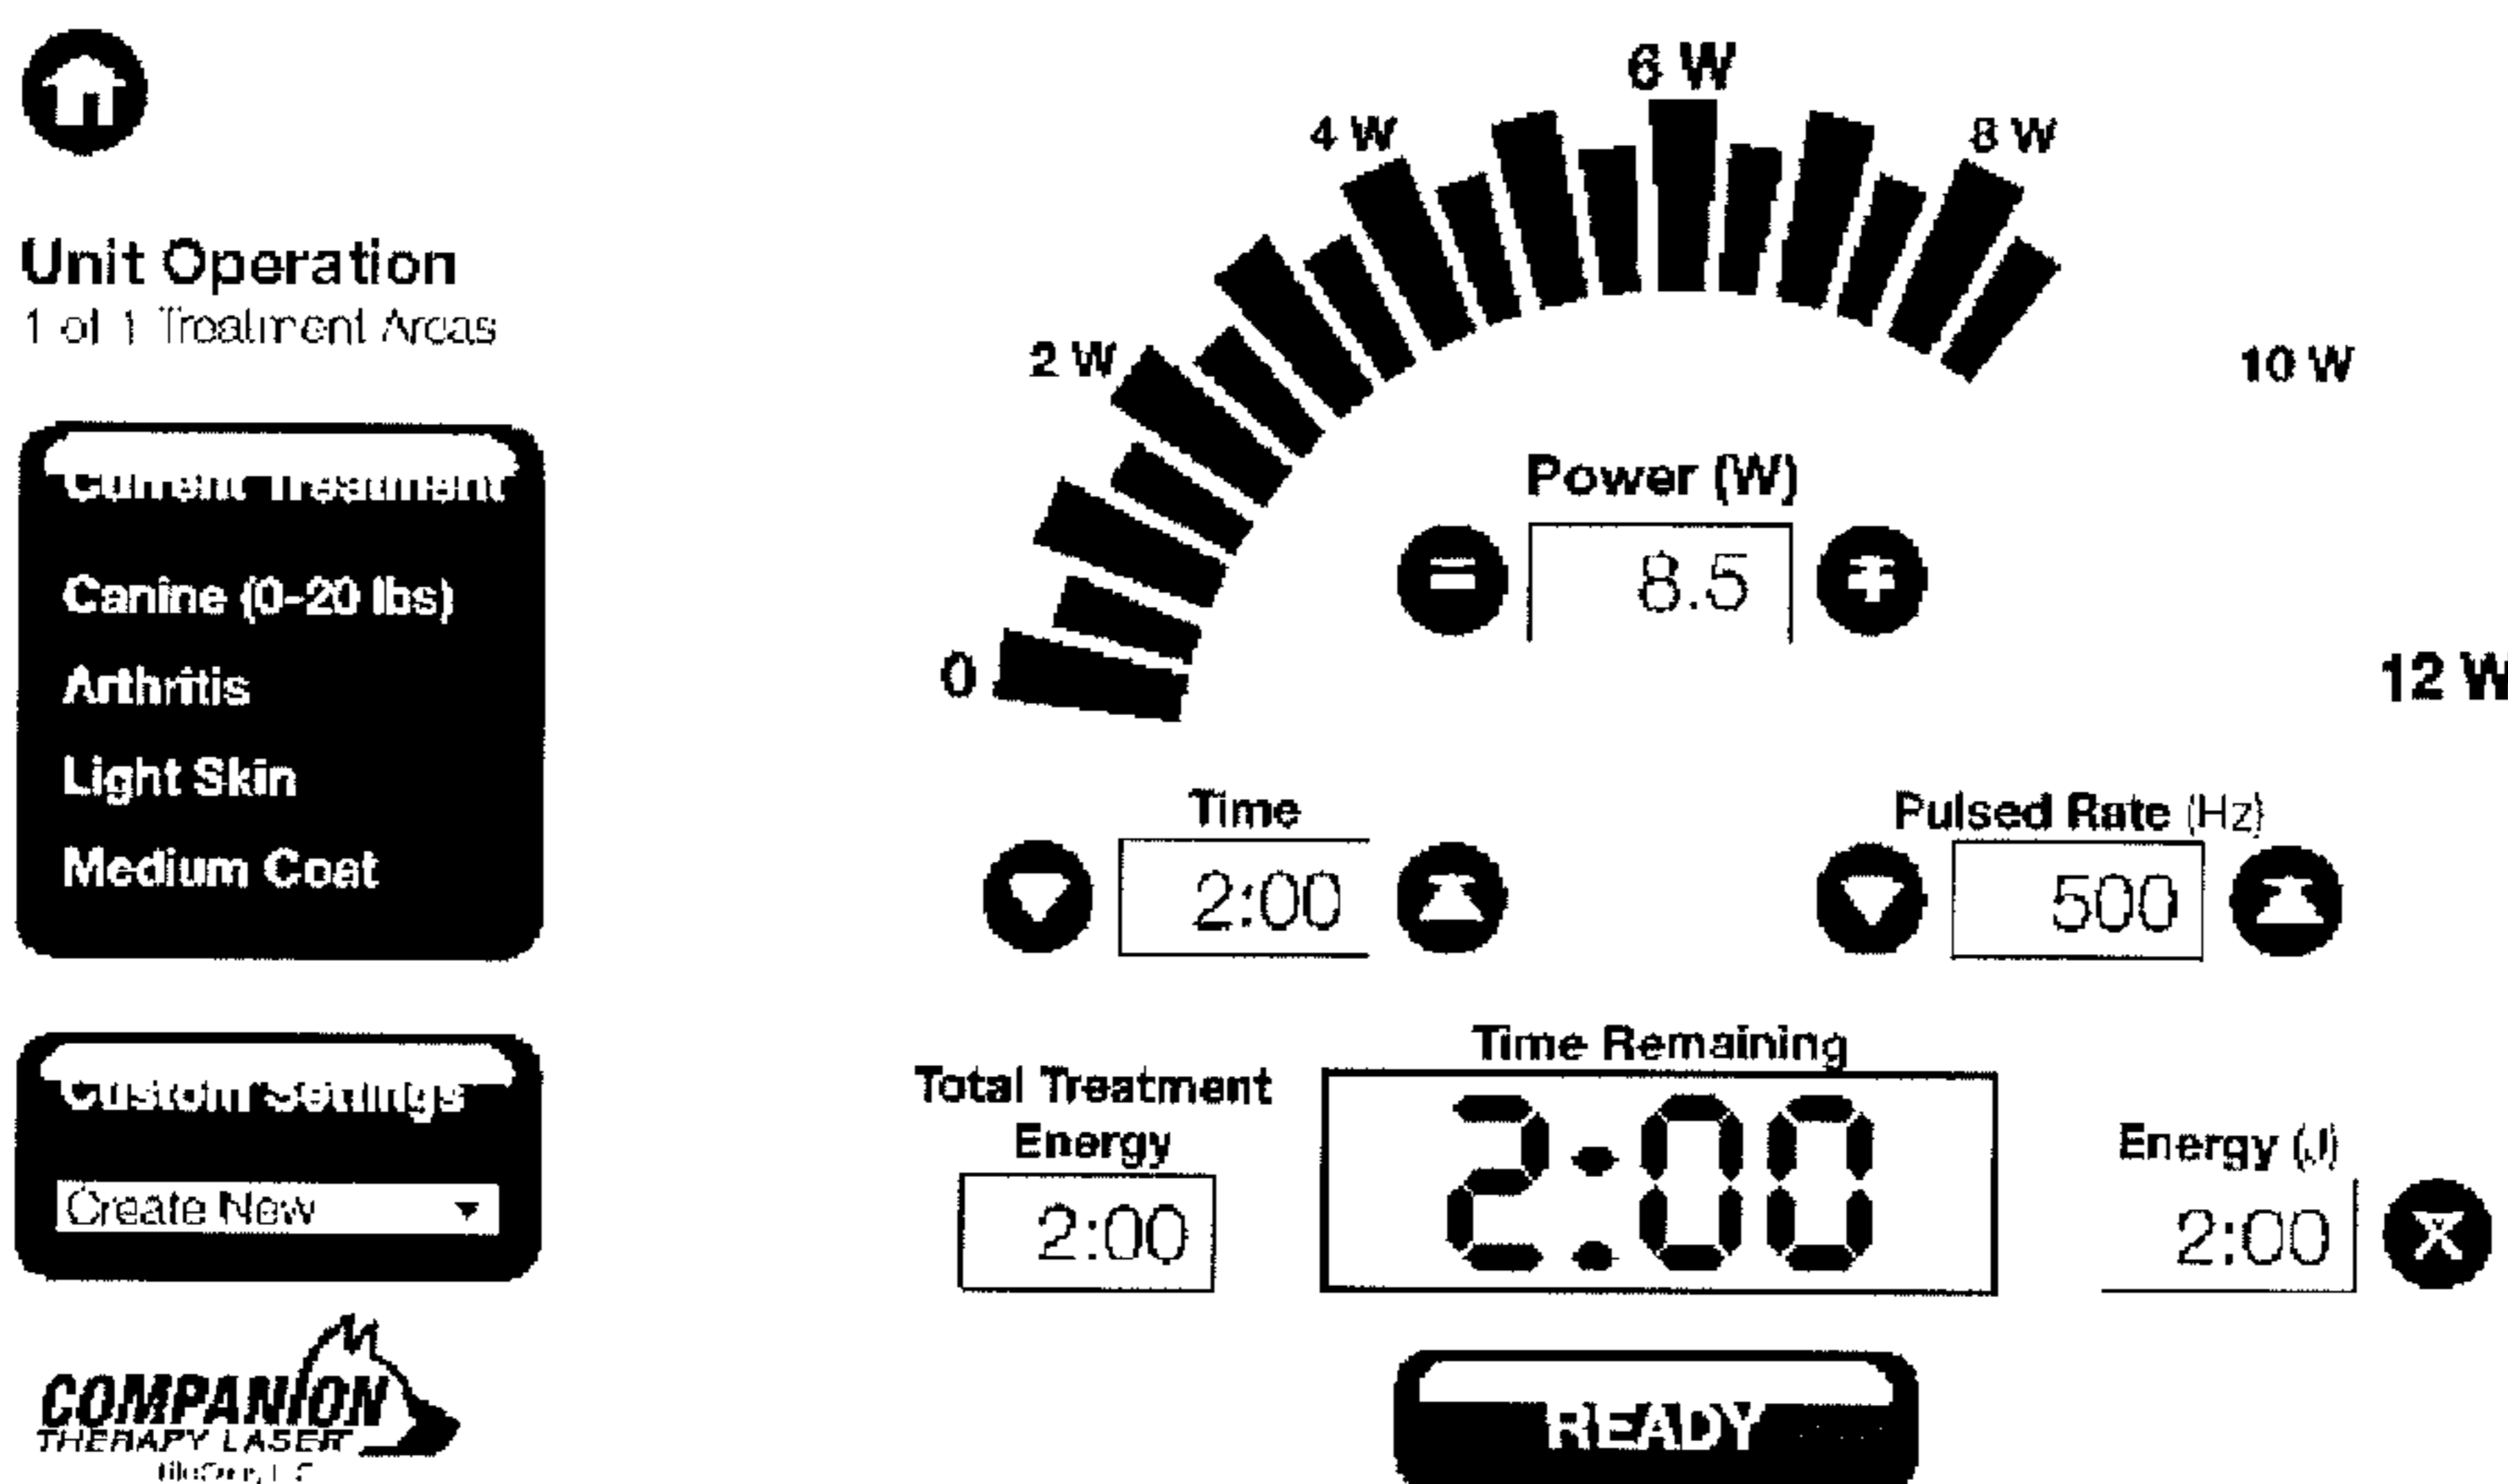 Unit Operation
1 of 1 Treatment Areas
Current Treatment
Canine (0-20 lbs)
Arthritis
Light Skin
Medium Coat
Custom Settings
Create New
COMPANION
THERAPY LASER
0
2 W
4 W
6 W
8 W
10 W
12 W
Power (W)
8.5
Time
2:00
Pulsed Rate (Hz)
500
Total Treatment
Energy
2:00
Time Remaining
2:00
Energy (J)
2:00
READY